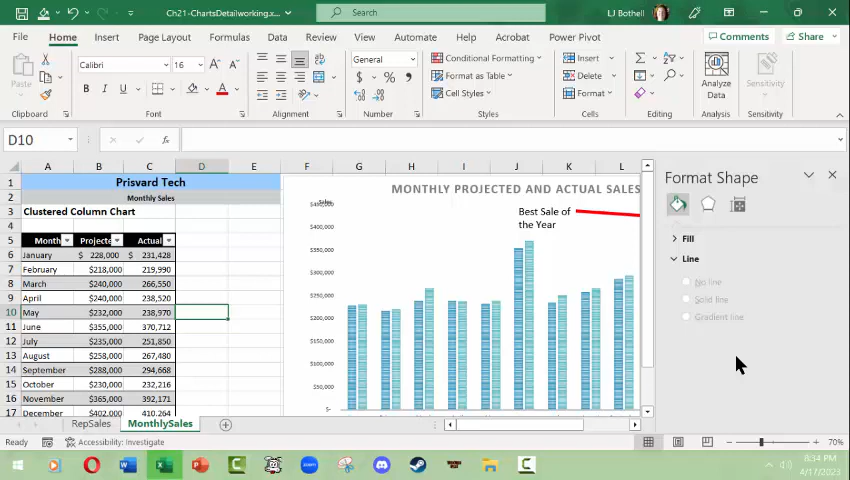 Ch21-ChartsDetailworking.x...
Search
LJ Bothell
File Home Insert Page Layout Formulas Data Review View Automate Help Acrobat Power Pivot Comments Share
Paste
Calibri 16
B I U
General
$ % 9
Conditional Formatting
Format as Table
Cell Styles
Insert
Delete
Format
Analyze Data
Sensitivity
Clipboard Font Alignment Number Styles Cells Editing Analysis Sensitivity
D10 fx
A B C D E F G H I J K L
1 Prisvard Tech
2 Monthly Sales
3 Clustered Column Chart
4
5 Month Projecte Actual
6 January $ 228,000 $ 231,428
7 February $218,000 219,990
8 March $240,000 266,550
9 April $240,000 238,520
10 May $232,000 238,970
11 June $355,000 370,712
12 July $235,000 251,850
13 August $258,000 267,480
14 September $288,000 294,668
15 October $230,000 232,216
16 November $365,000 392,171
17 December $402,000 410,264
MONTHLY PROJECTED AND ACTUAL SALES
Sales
$450,000
$400,000
$350,000
$300,000
$250,000
$200,000
$150,000
$100,000
$50,000
$-
Best Sale of
the Year
Format Shape
Fill
Line
No line
Solid line
Gradient line
RepSales MonthlySales
Ready Accessibility: Investigate 70%
8:34 PM
4/17/2023